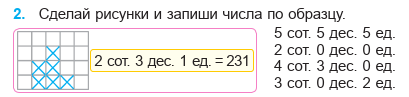 2. Сделай рисунки и запиши числа по образцу.
2 сот. 3 дес. 1 ед. = 231
5 сот. 5 дес. 5 ед.
2 сот. 0 дес. 0 ед.
4 сот. 3 дес. 0 ед.
3 сот. 0 дес. 2 ед.